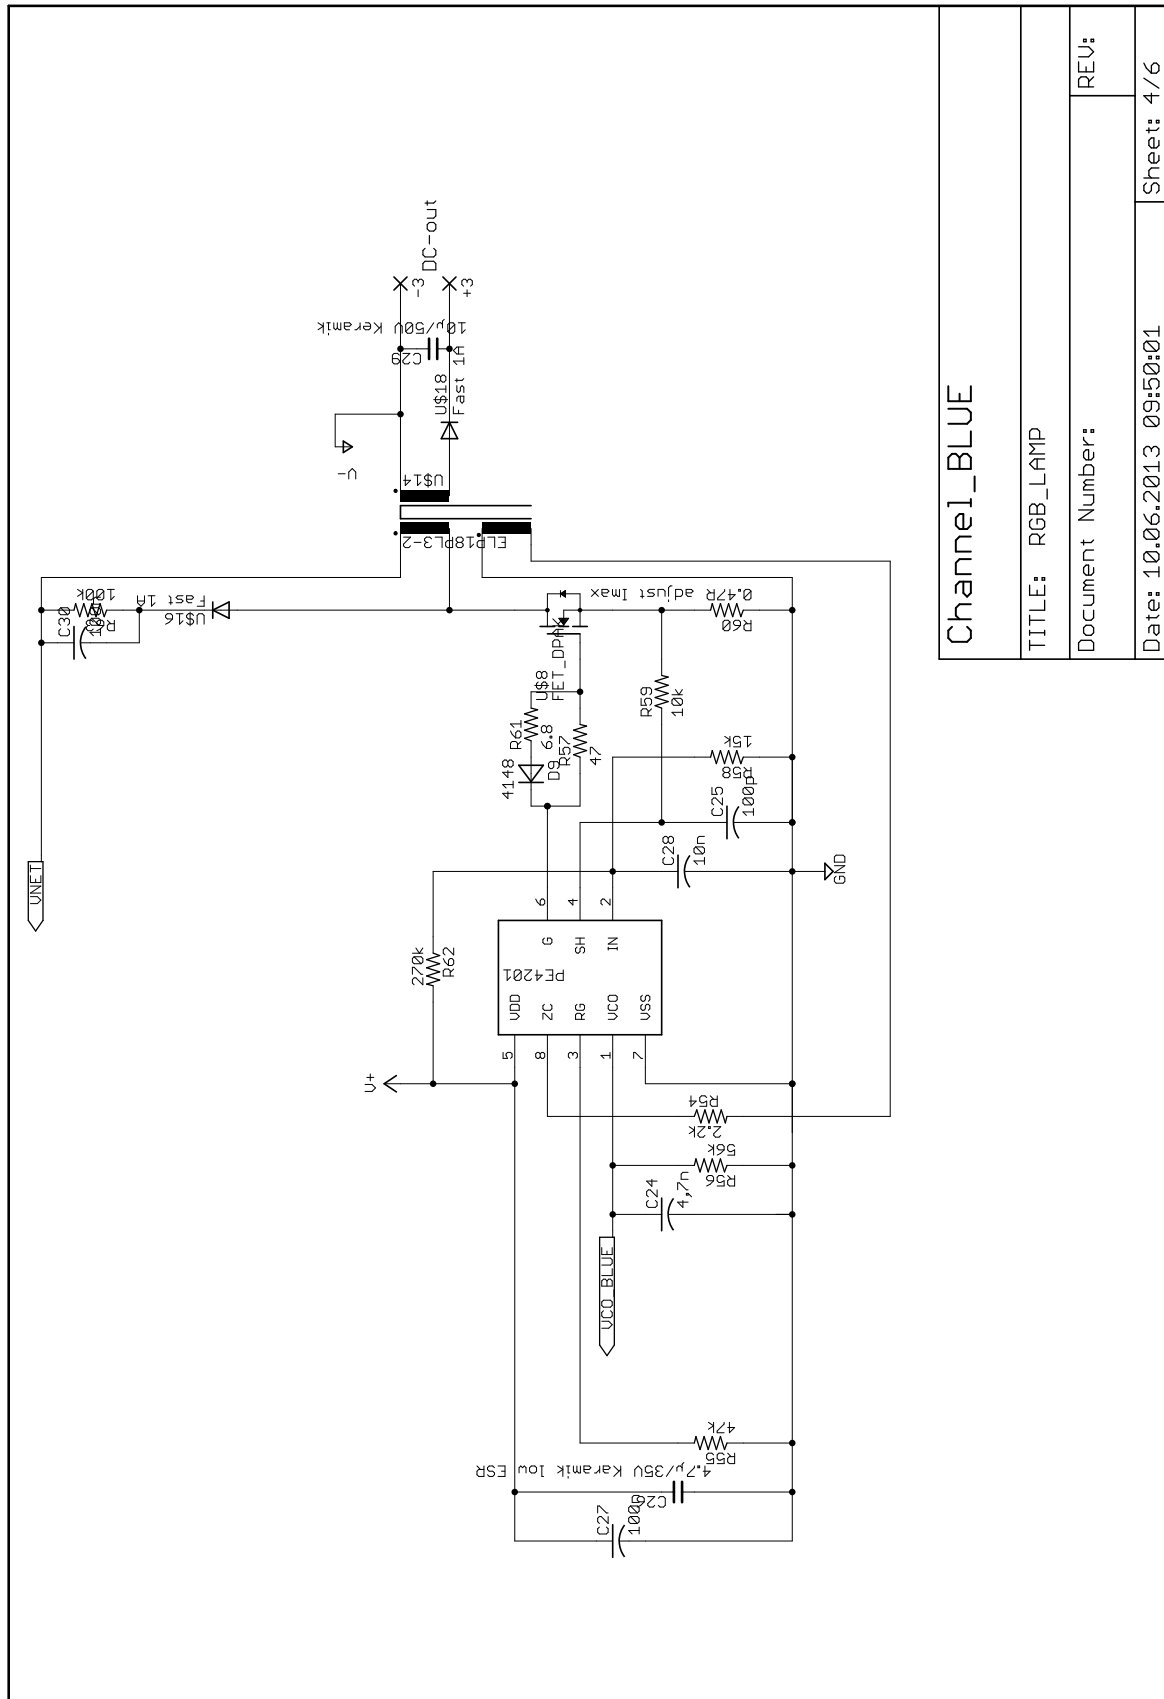 Channel_BLUE
TITLE: RGB_LAMP
Document Number:
REV:
Date: 10.06.2013 09:50:01
Sheet: 4/6
VNET
C30
100k
R
Fast 1A
U$16
V-
-3
DC-out
+3
10µ/50V Keramik
C29
U$18
Fast 1A
U$14
ELP18PL3-2
U$8
FET_DPAK
adjust Imax
0.47R
R60
R61
6.8
4148
D9
R57
47
R59
10k
15k
R58
C25
100p
C28
10n
GND
270k
R62
V+
6
4
2
G
SH
IN
PE4201
VDD
ZC
RG
VCO
VSS
5
8
3
1
7
R54
2.2k
56k
R56
C24
4,7n
VCO_BLUE
47k
R55
4.7µ/35V Karamik low ESR
C26
C27